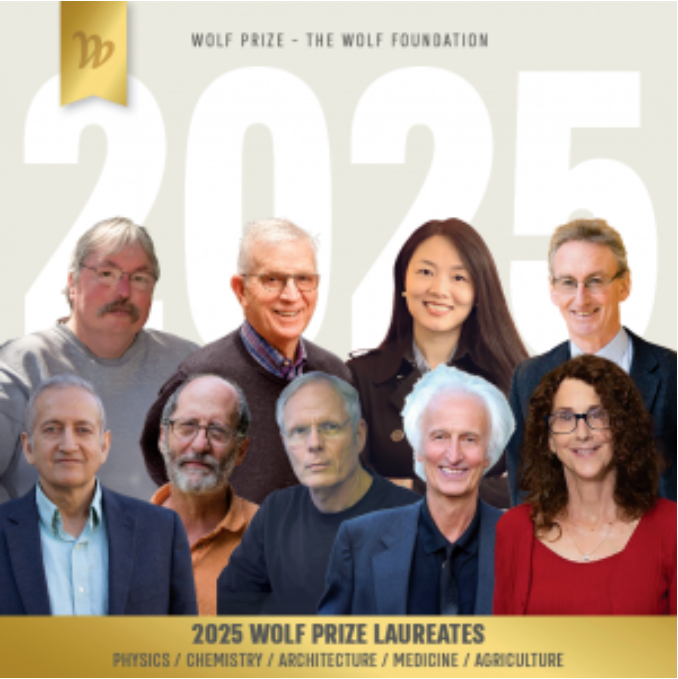 WOLF PRIZE - THE WOLF FOUNDATION
2025
2025 WOLF PRIZE LAUREATES
PHYSICS / CHEMISTRY / ARCHITECTURE / MEDICINE / AGRICULTURE